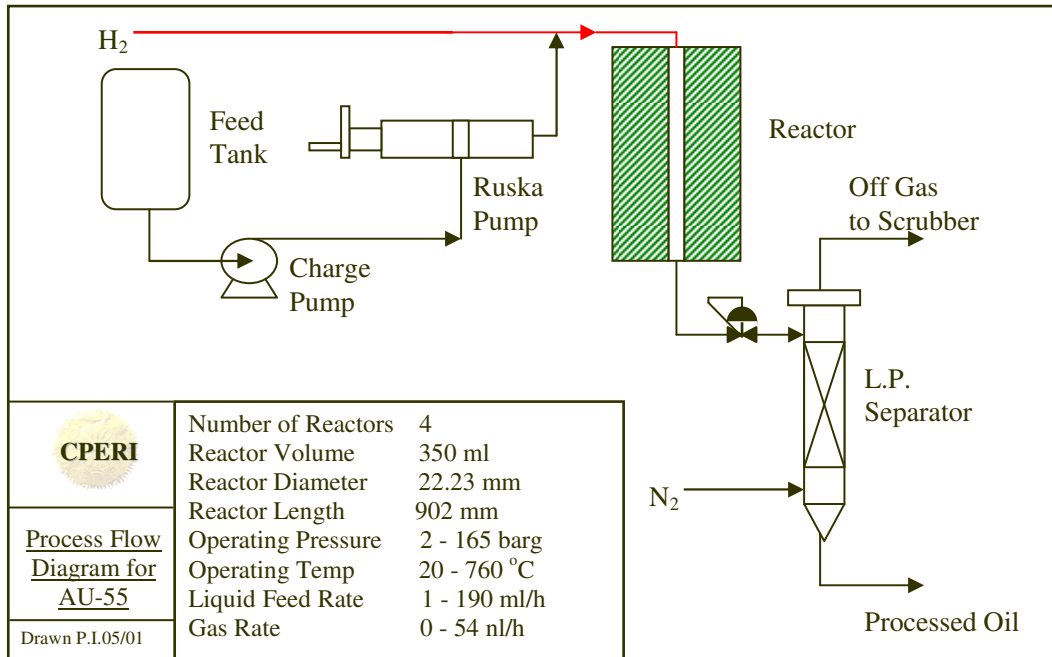 H₂
Feed
Tank
Ruska
Pump
Charge
Pump
Reactor
Off Gas
to Scrubber
L.P.
Separator
N₂
Processed Oil
CPERI
Process Flow
Diagram for
AU-55
Drawn P.I.05/01
Number of Reactors 4
Reactor Volume 350 ml
Reactor Diameter 22.23 mm
Reactor Length 902 mm
Operating Pressure 2 - 165 barg
Operating Temp 20 - 760 °C
Liquid Feed Rate 1 - 190 ml/h
Gas Rate 0 - 54 nl/h